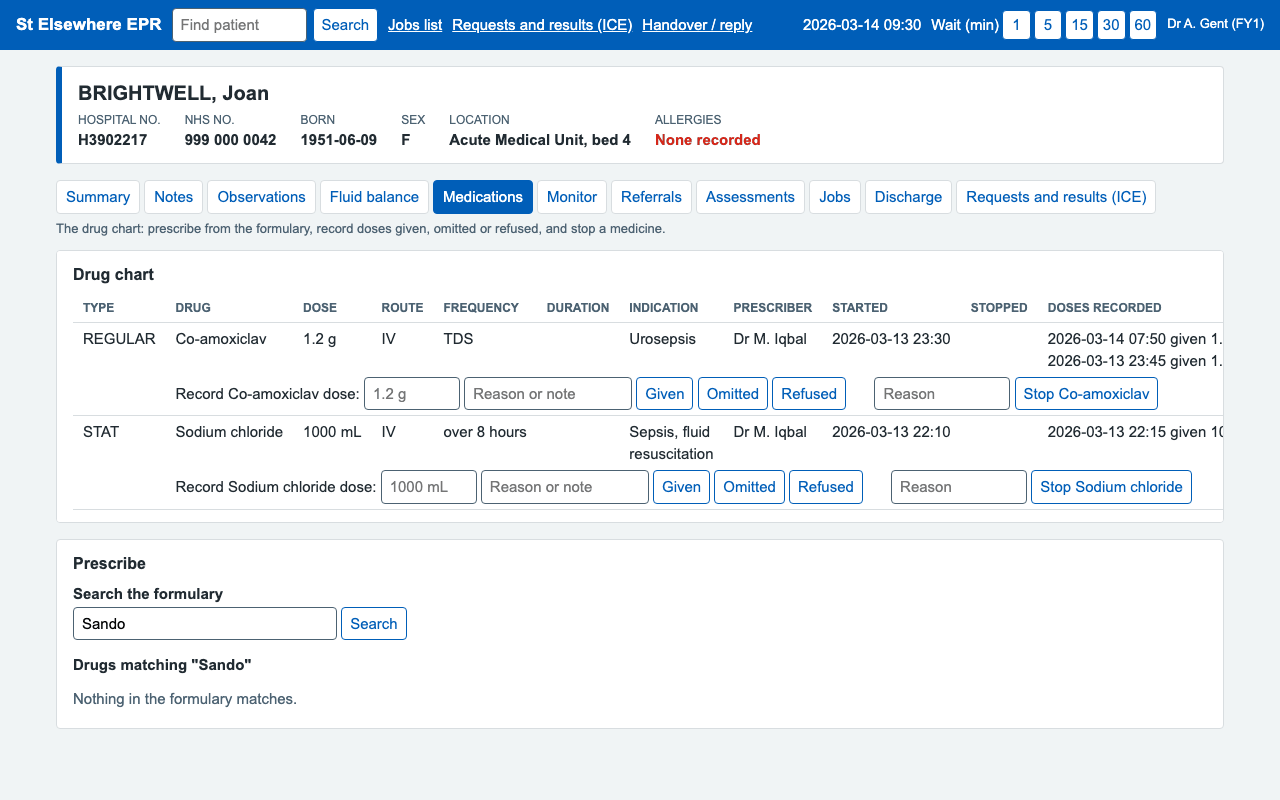 St Elsewhere EPR Find patient Search Jobs list Requests and results (ICE) Handover / reply 2026-03-14 09:30 Wait (min) 1 5 15 30 60 Dr A. Gent (FY1)
BRIGHTWELL, Joan
HOSPITAL NO. NHS NO. BORN SEX LOCATION ALLERGIES
H3902217 999 000 0042 1951-06-09 F Acute Medical Unit, bed 4 None recorded
Summary Notes Observations Fluid balance Medications Monitor Referrals Assessments Jobs Discharge Requests and results (ICE)
The drug chart: prescribe from the formulary, record doses given, omitted or refused, and stop a medicine.
Drug chart
TYPE DRUG DOSE ROUTE FREQUENCY DURATION INDICATION PRESCRIBER STARTED STOPPED DOSES RECORDED
REGULAR Co-amoxiclav 1.2 g IV TDS Urosepsis Dr M. Iqbal 2026-03-13 23:30 2026-03-14 07:50 given 1.
2026-03-13 23:45 given 1.
Record Co-amoxiclav dose: 1.2 g Reason or note Given Omitted Refused Reason Stop Co-amoxiclav
STAT Sodium chloride 1000 mL IV over 8 hours Sepsis, fluid Dr M. Iqbal 2026-03-13 22:10 2026-03-13 22:15 given 10
resuscitation
Record Sodium chloride dose: 1000 mL Reason or note Given Omitted Refused Reason Stop Sodium chloride
Prescribe
Search the formulary
Sando Search
Drugs matching "Sando"
Nothing in the formulary matches.